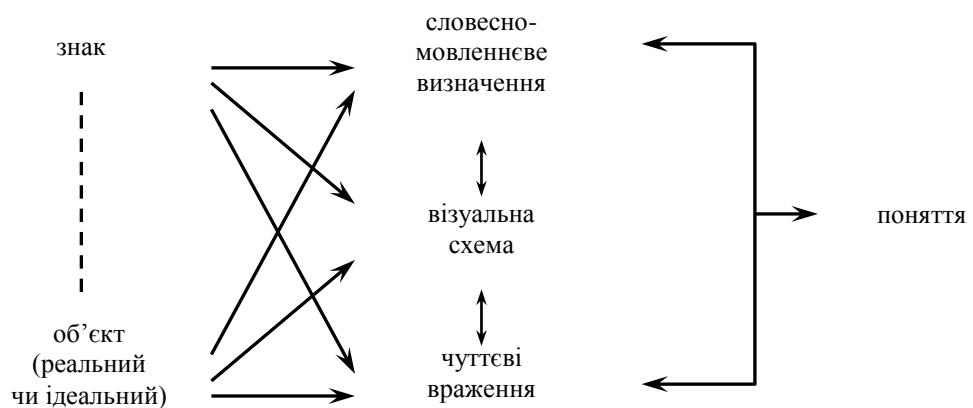 знак
об’єкт
(реальний
чи ідеальний)
словесно-
мовленнєве
визначення
візуальна
схема
чуттєві
враження
поняття